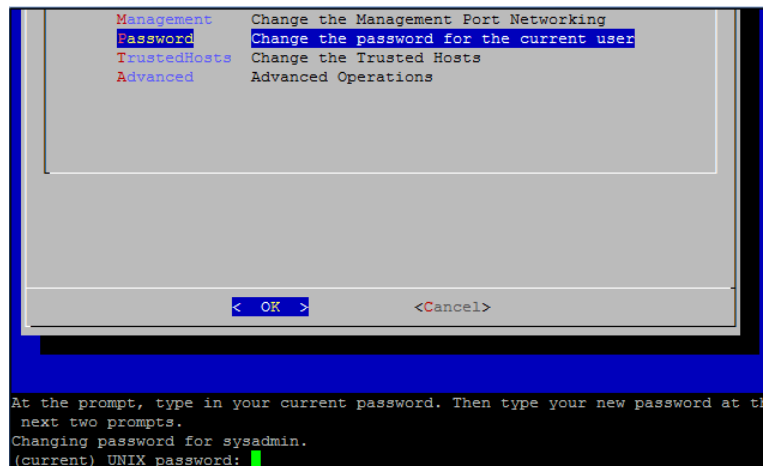 Management Change the Management Port Networking
Password Change the password for the current user
TrustedHosts Change the Trusted Hosts
Advanced Advanced Operations
< OK > <Cancel>
At the prompt, type in your current password. Then type your new password at th
next two prompts.
Changing password for sysadmin.
(current) UNIX password: